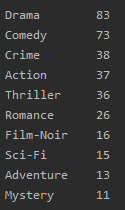 Drama 83
Comedy 73
Crime 38
Action 37
Thriller 36
Romance 26
Film-Noir 16
Sci-Fi 15
Adventure 13
Mystery 11